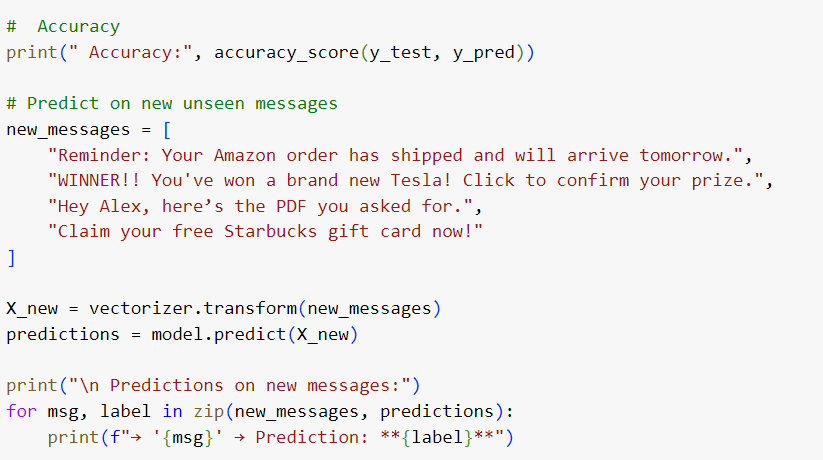 #  Accuracy
print(" Accuracy:", accuracy_score(y_test, y_pred))
# Predict on new unseen messages
new_messages = [
    "Reminder: Your Amazon order has shipped and will arrive tomorrow.",
    "WINNER!! You've won a brand new Tesla! Click to confirm your prize.",
    "Hey Alex, here’s the PDF you asked for.",
    "Claim your free Starbucks gift card now!"
]
X_new = vectorizer.transform(new_messages)
predictions = model.predict(X_new)
print("\n Predictions on new messages:")
for msg, label in zip(new_messages, predictions):
    print(f"→ '{msg}' → Prediction: **{label}**")